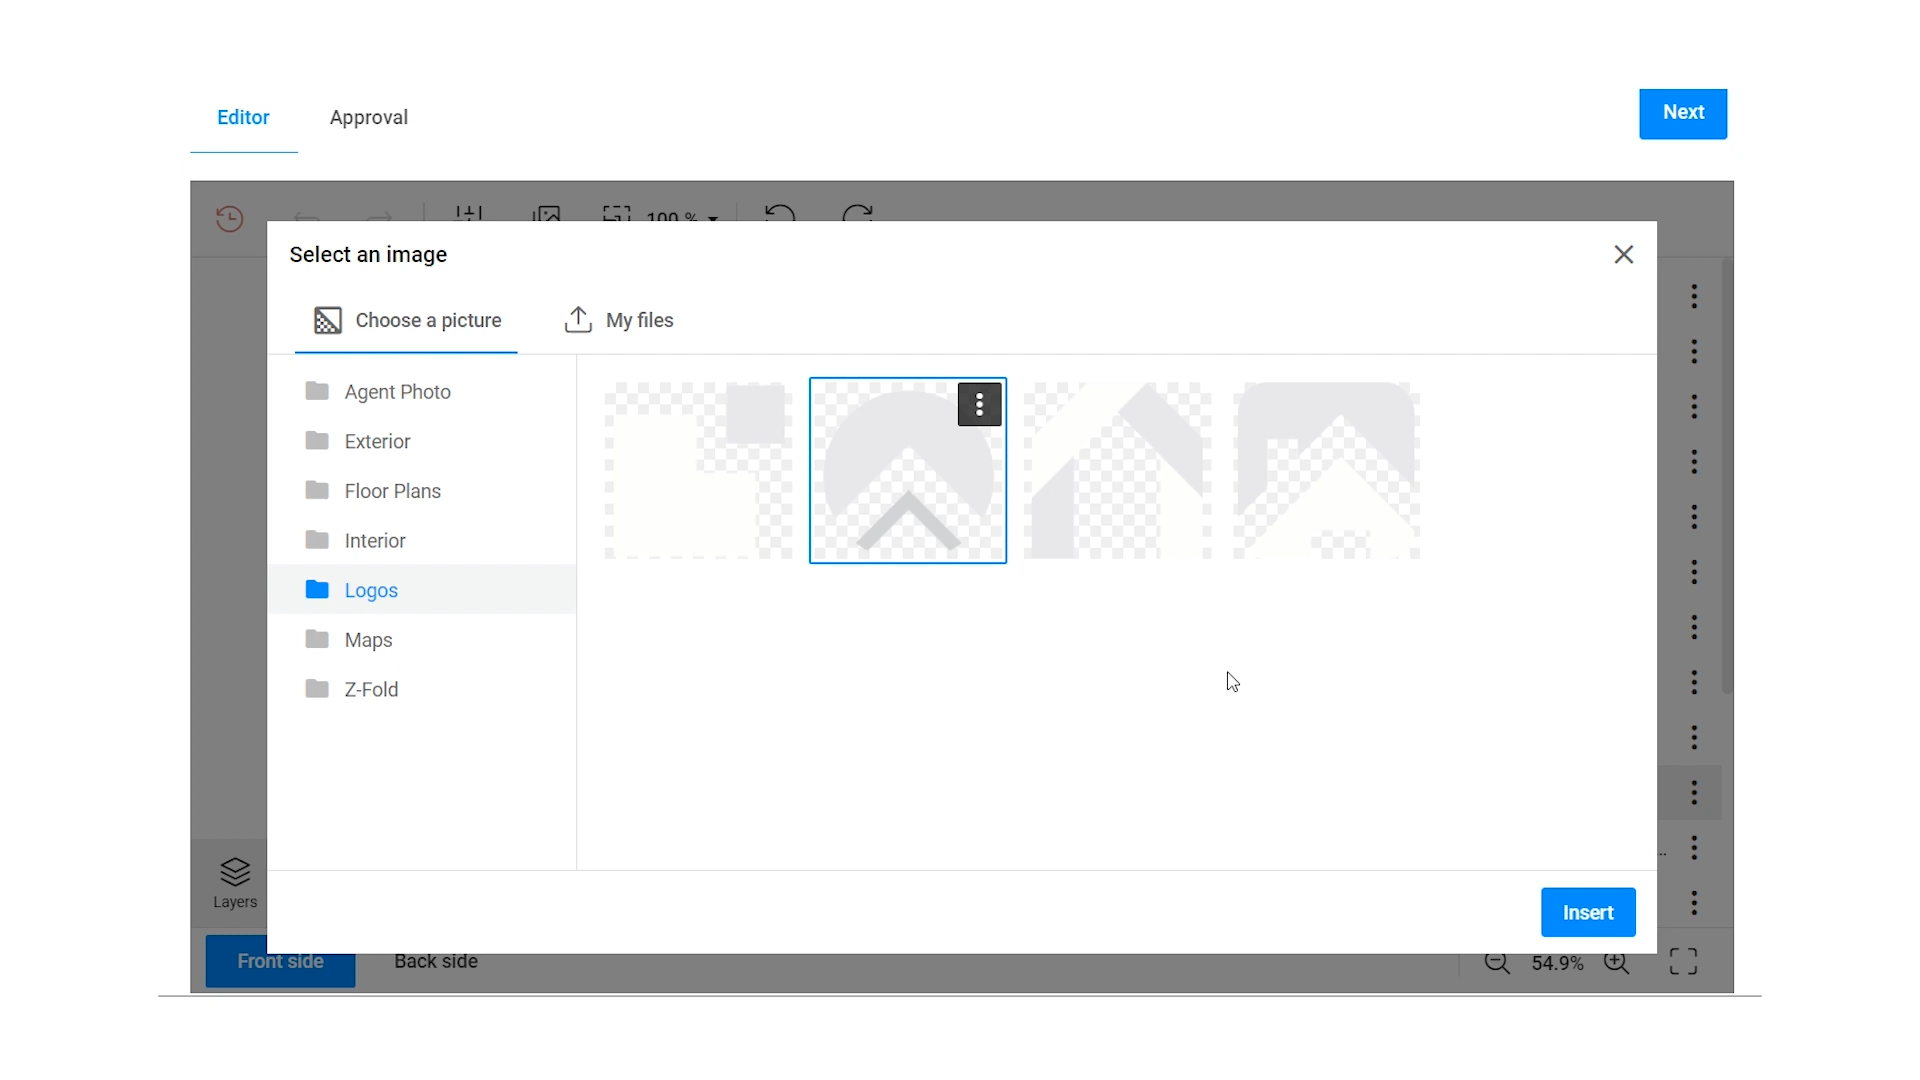 Editor
Approval
Next
100 %
Select an image
Choose a picture
My files
Agent Photo
Exterior
Floor Plans
Interior
Logos
Maps
Z-Fold
Layers
...
Insert
Front side
Back side
54.9%